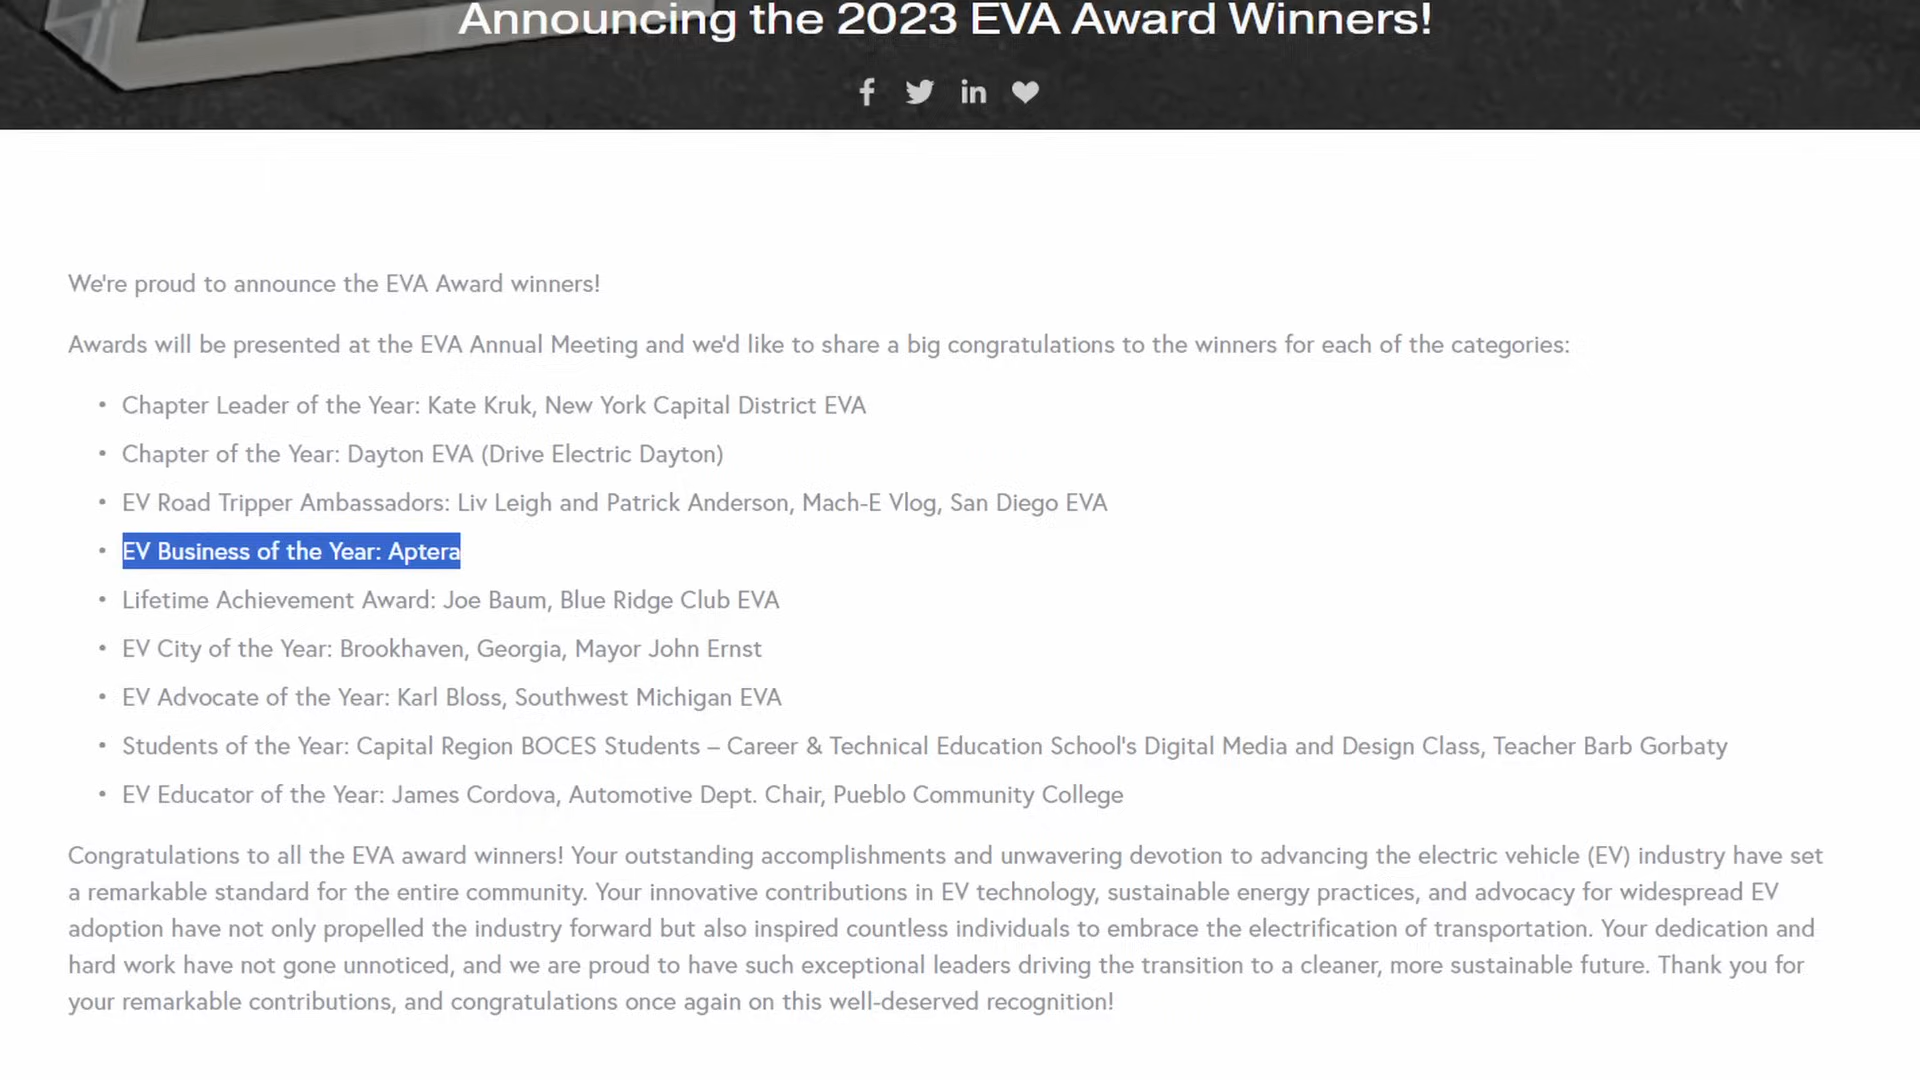 Announcing the 2023 EVA Award Winners!
We're proud to announce the EVA Award winners!
Awards will be presented at the EVA Annual Meeting and we'd like to share a big congratulations to the winners for each of the categories:
• Chapter Leader of the Year: Kate Kruk, New York Capital District EVA
• Chapter of the Year: Dayton EVA (Drive Electric Dayton)
• EV Road Tripper Ambassadors: Liv Leigh and Patrick Anderson, Mach-E Vlog, San Diego EVA
• EV Business of the Year: Aptera
• Lifetime Achievement Award: Joe Baum, Blue Ridge Club EVA
• EV City of the Year: Brookhaven, Georgia, Mayor John Ernst
• EV Advocate of the Year: Karl Bloss, Southwest Michigan EVA
• Students of the Year: Capital Region BOCES Students – Career & Technical Education School's Digital Media and Design Class, Teacher Barb Gorbaty
• EV Educator of the Year: James Cordova, Automotive Dept. Chair, Pueblo Community College
Congratulations to all the EVA award winners! Your outstanding accomplishments and unwavering devotion to advancing the electric vehicle (EV) industry have set
a remarkable standard for the entire community. Your innovative contributions in EV technology, sustainable energy practices, and advocacy for widespread EV
adoption have not only propelled the industry forward but also inspired countless individuals to embrace the electrification of transportation. Your dedication and
hard work have not gone unnoticed, and we are proud to have such exceptional leaders driving the transition to a cleaner, more sustainable future. Thank you for
your remarkable contributions, and congratulations once again on this well-deserved recognition!